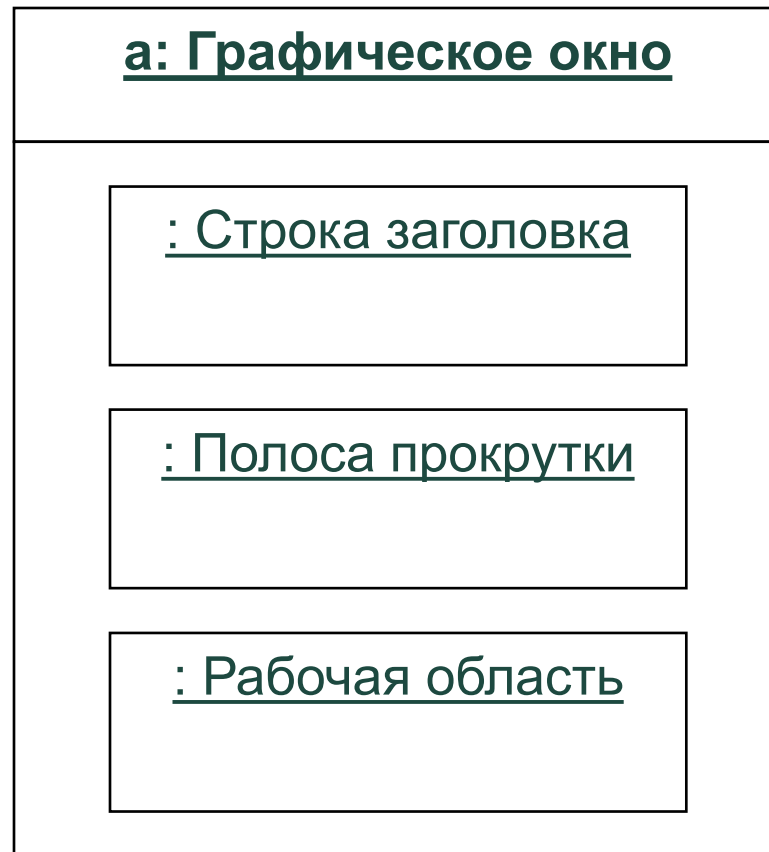 а: Графическое окно
: Строка заголовка
: Полоса прокрутки
: Рабочая область